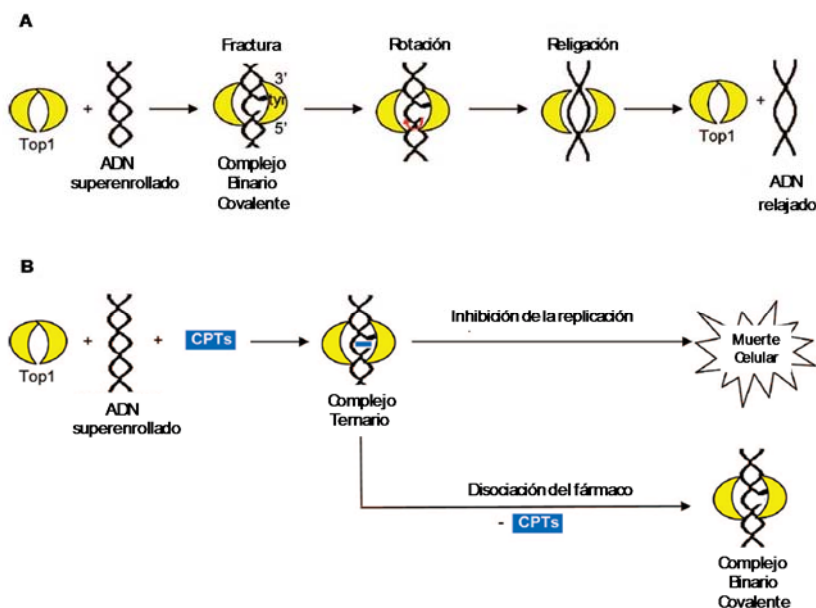 A
Fractura
Rotación
Religación
3'
+
tyr
+
5'
Top1
Top1
ADN
superenrollado
Complejo
Binario
Covalente
ADN
relajado
B
Inhibición de la replicación
+
+
CPTs
Muerte
Celular
Top1
ADN
superenrollado
Complejo
Ternario
Disociación del fármaco
- CPTs
Complejo
Binario
Covalente